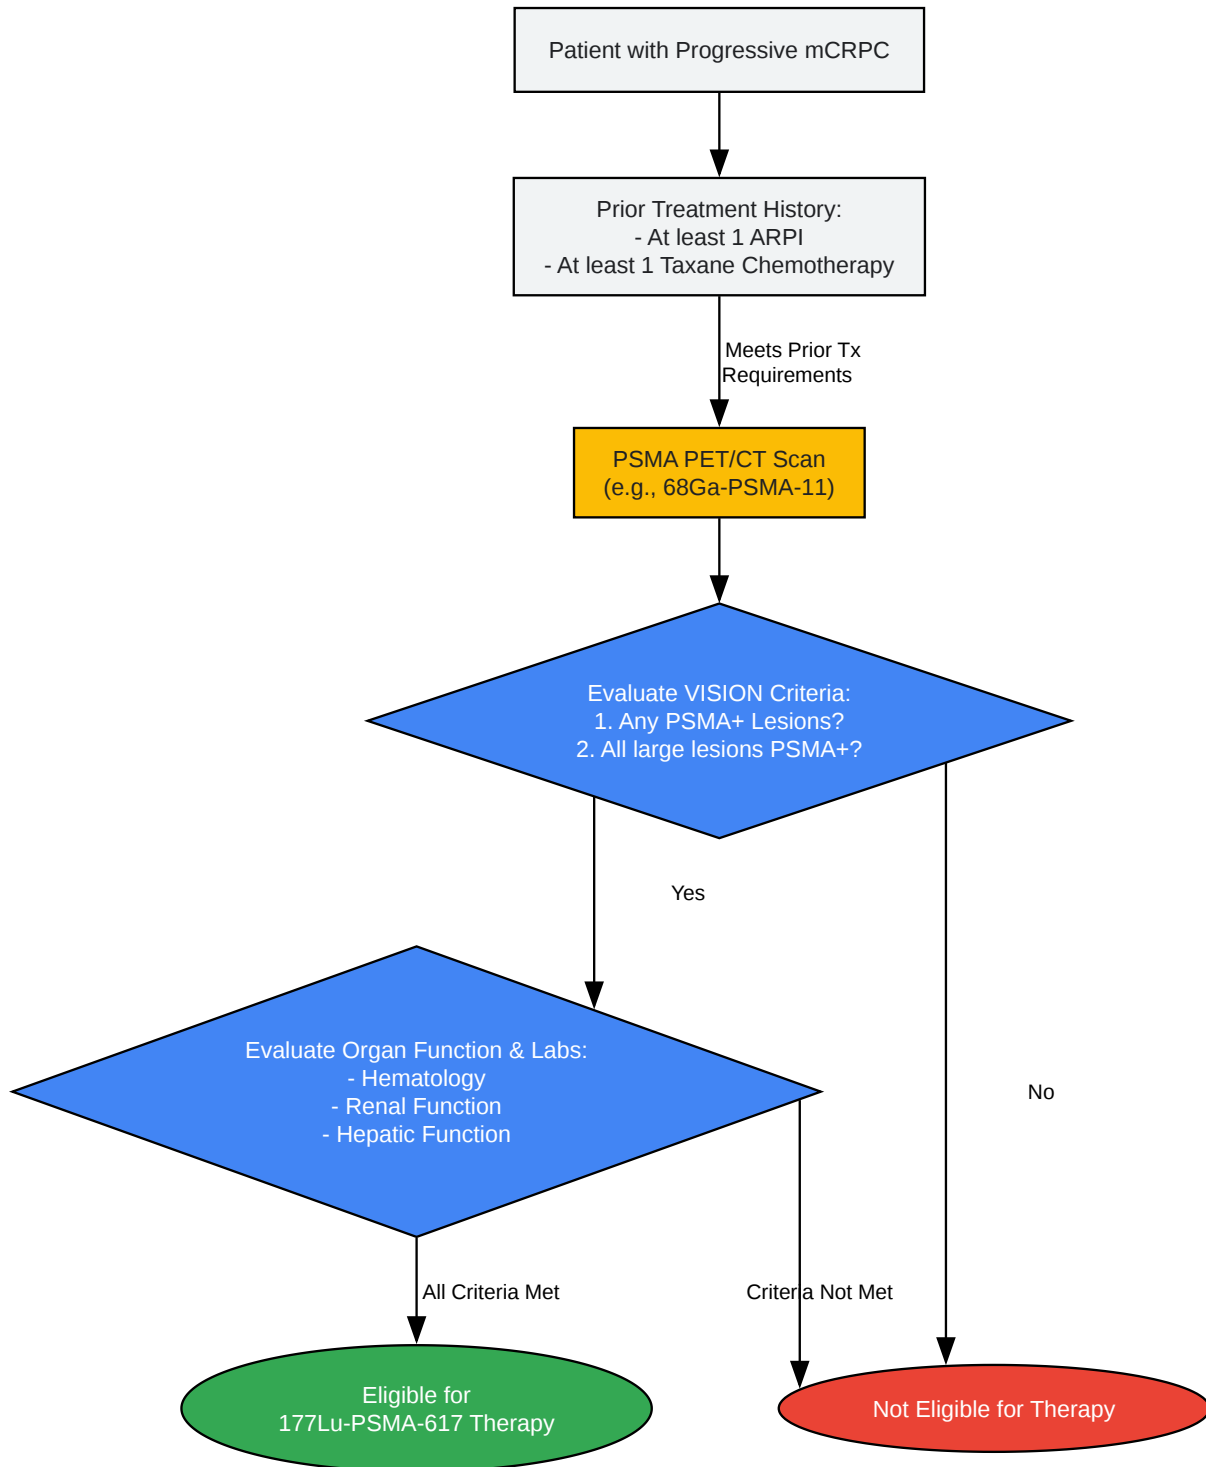 Patient with Progressive mCRPC
Prior Treatment History:
- At least 1 ARPI
- At least 1 Taxane Chemotherapy
Meets Prior Tx
Requirements
PSMA PET/CT Scan
(e.g., 68Ga-PSMA-11)
Evaluate VISION Criteria:
1. Any PSMA+ Lesions?
2. All large lesions PSMA+?
Yes
No
Evaluate Organ Function & Labs:
- Hematology
- Renal Function
- Hepatic Function
All Criteria Met
Criteria Not Met
Eligible for
177Lu-PSMA-617 Therapy
Not Eligible for Therapy